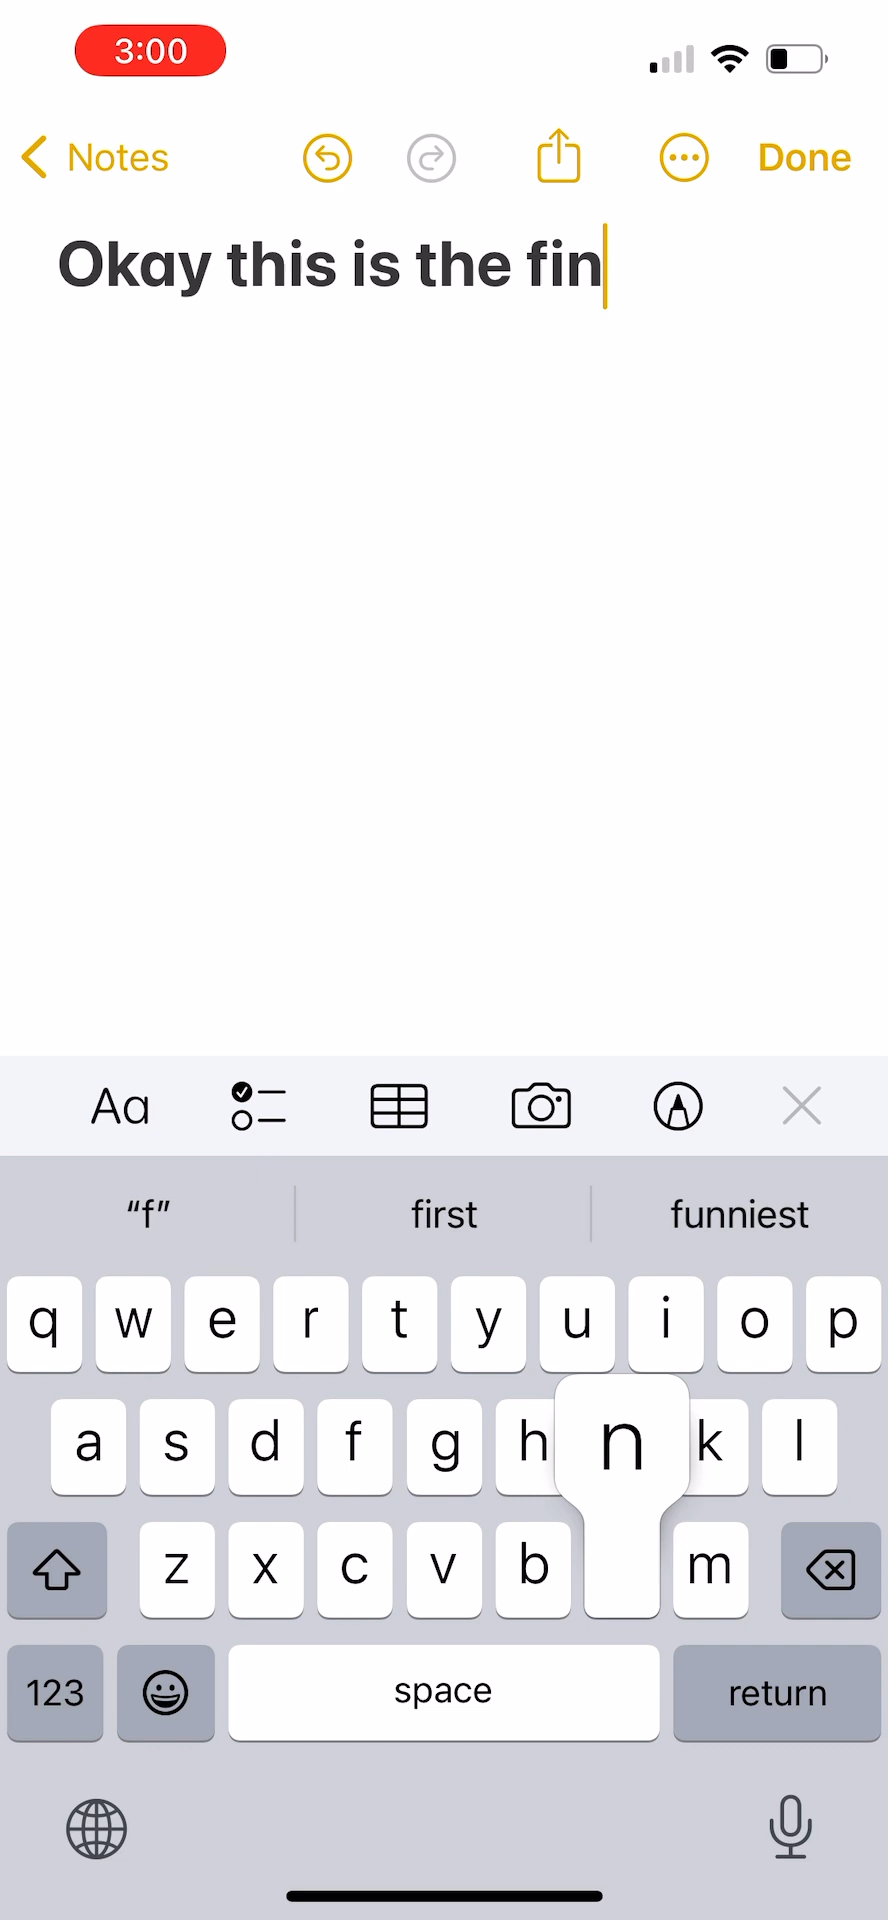 3:00
Notes
Done
Okay this is the fin
Aa
“f” first funniest
q w e r t y u i o p
a s d f g h n k l
z x c v b m
123 space return